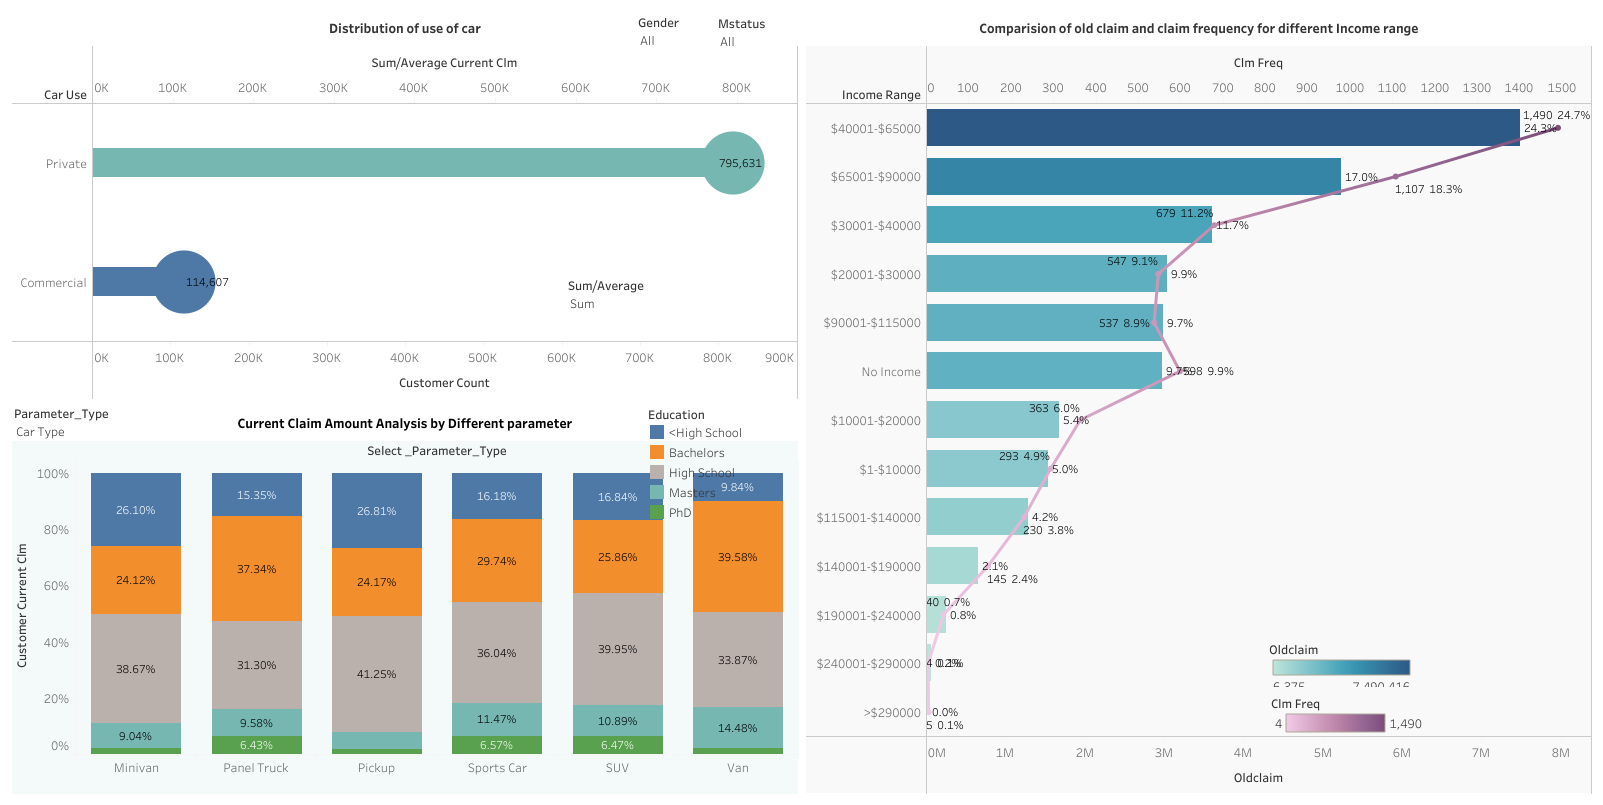 Distribution of use of car
Gender
All
Mstatus
All
Sum/Average Current Clm
0K 100K 200K 300K 400K 500K 600K 700K 800K
Car Use
Private
795,631
Commercial
114,607
Sum/Average
Sum
0K 100K 200K 300K 400K 500K 600K 700K 800K 900K
Customer Count
Parameter_Type
Car Type
Current Claim Amount Analysis by Different parameter
Select _Parameter_Type
Education
<High School
Bachelors
High School
Masters
PhD
Customer Current Clm
100%
80%
60%
40%
20%
0%
26.10% 15.35% 26.81% 16.18% 16.84% 9.84%
24.12% 37.34% 24.17% 29.74% 25.86% 39.58%
38.67% 31.30% 41.25% 36.04% 39.95% 33.87%
9.04% 9.58% 11.47% 10.89% 14.48%
6.43% 6.57% 6.47%
Minivan Panel Truck Pickup Sports Car SUV Van
Comparision of old claim and claim frequency for different Income range
Clm Freq
0 100 200 300 400 500 600 700 800 900 1000 1100 1200 1300 1400 1500
Income Range
$40001-$65000
1,490 24.7%
24.3%
$65001-$90000
17.0%
1,107 18.3%
$30001-$40000
679 11.2%
11.7%
$20001-$30000
547 9.1%
9.9%
$90001-$115000
537 8.9%
9.7%
No Income
9.7%
598 9.9%
$10001-$20000
363 6.0%
5.4%
$1-$10000
293 4.9%
5.0%
$115001-$140000
4.2%
230 3.8%
$140001-$190000
2.1%
145 2.4%
$190001-$240000
40 0.7%
0.8%
$240001-$290000
4
>$290000
0.0%
5 0.1%
Oldclaim
6,375 7,490,416
Clm Freq
4 1,490
0M 1M 2M 3M 4M 5M 6M 7M 8M
Oldclaim